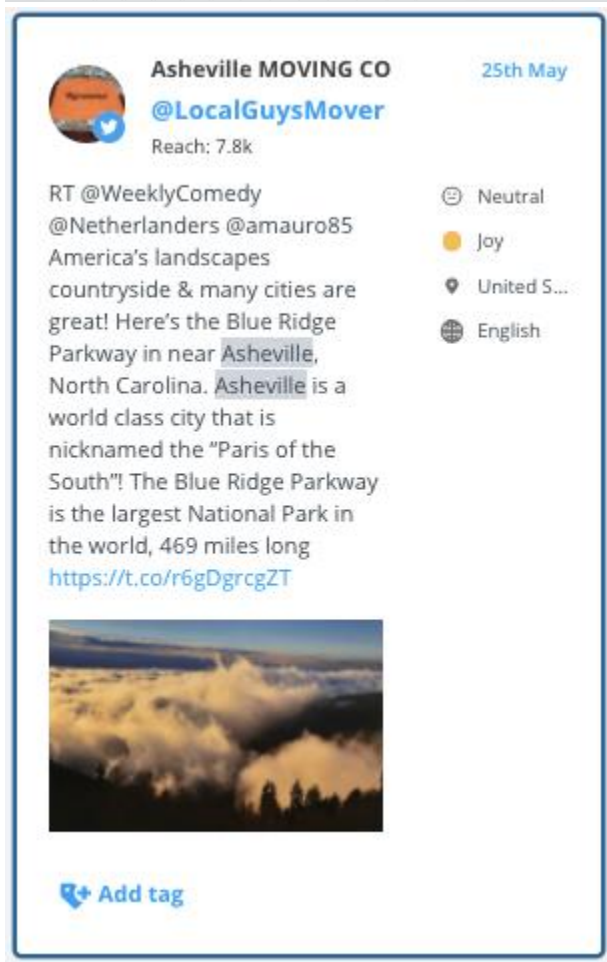 Asheville MOVING CO
25th May
@LocalGuysMover
Reach: 7.8k
RT @WeeklyComedy
@Netherlanders @amauro85
America’s landscapes
countryside & many cities are
great! Here’s the Blue Ridge
Parkway in near Asheville,
North Carolina. Asheville is a
world class city that is
nicknamed the “Paris of the
South”! The Blue Ridge Parkway
is the largest National Park in
the world, 469 miles long
https://t.co/r6gDgrcgZT
Neutral
Joy
United S...
English
Add tag